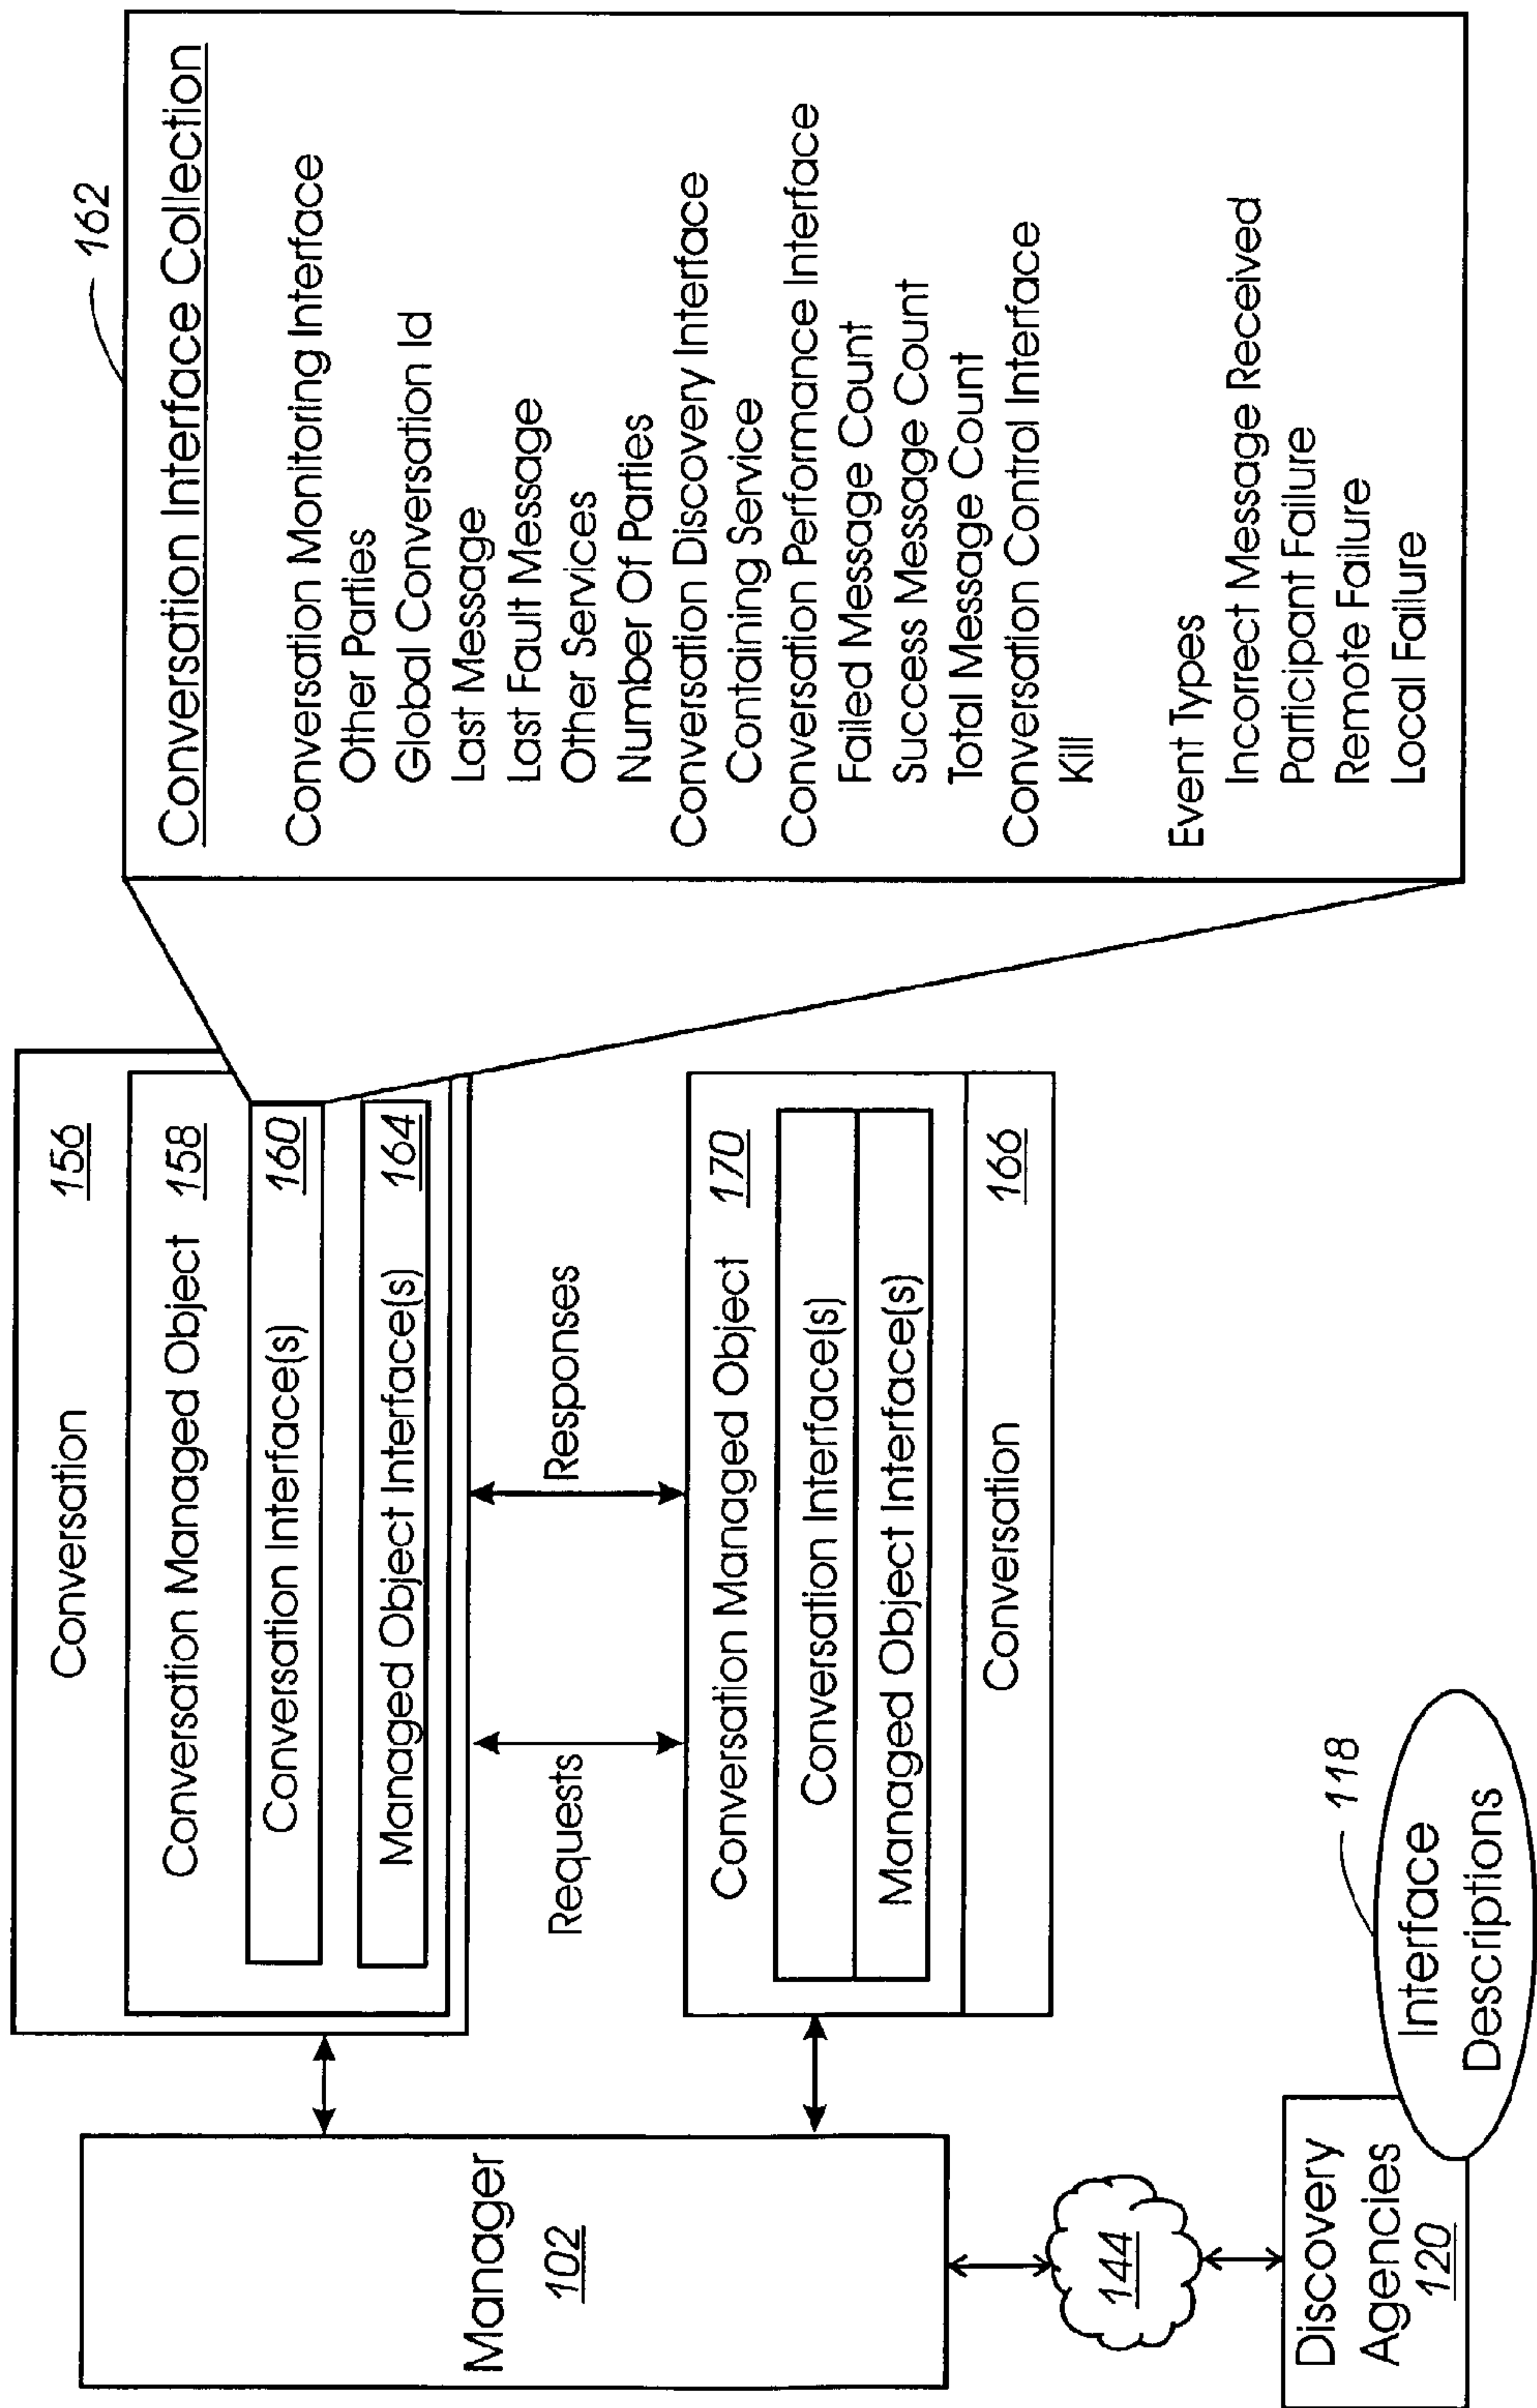 Manager
102
144
Discovery
Agencies
120
Interface
Descriptions
118
Conversation
156
Conversation Managed Object
158
Conversation Interface(s)
160
Managed Object Interface(s)
164
Requests
Responses
Conversation Managed Object
170
Conversation Interface(s)
Managed Object Interface(s)
Conversation
166
162
Conversation Interface Collection
Conversation Monitoring Interface
Other Parties
Global Conversation Id
Last Message
Last Fault Message
Other Services
Number Of Parties
Conversation Discovery Interface
Containing Service
Conversation Performance Interface
Failed Message Count
Success Message Count
Total Message Count
Conversation Control Interface
Kill
Event Types
Incorrect Message Received
Participant Failure
Remote Failure
Local Failure